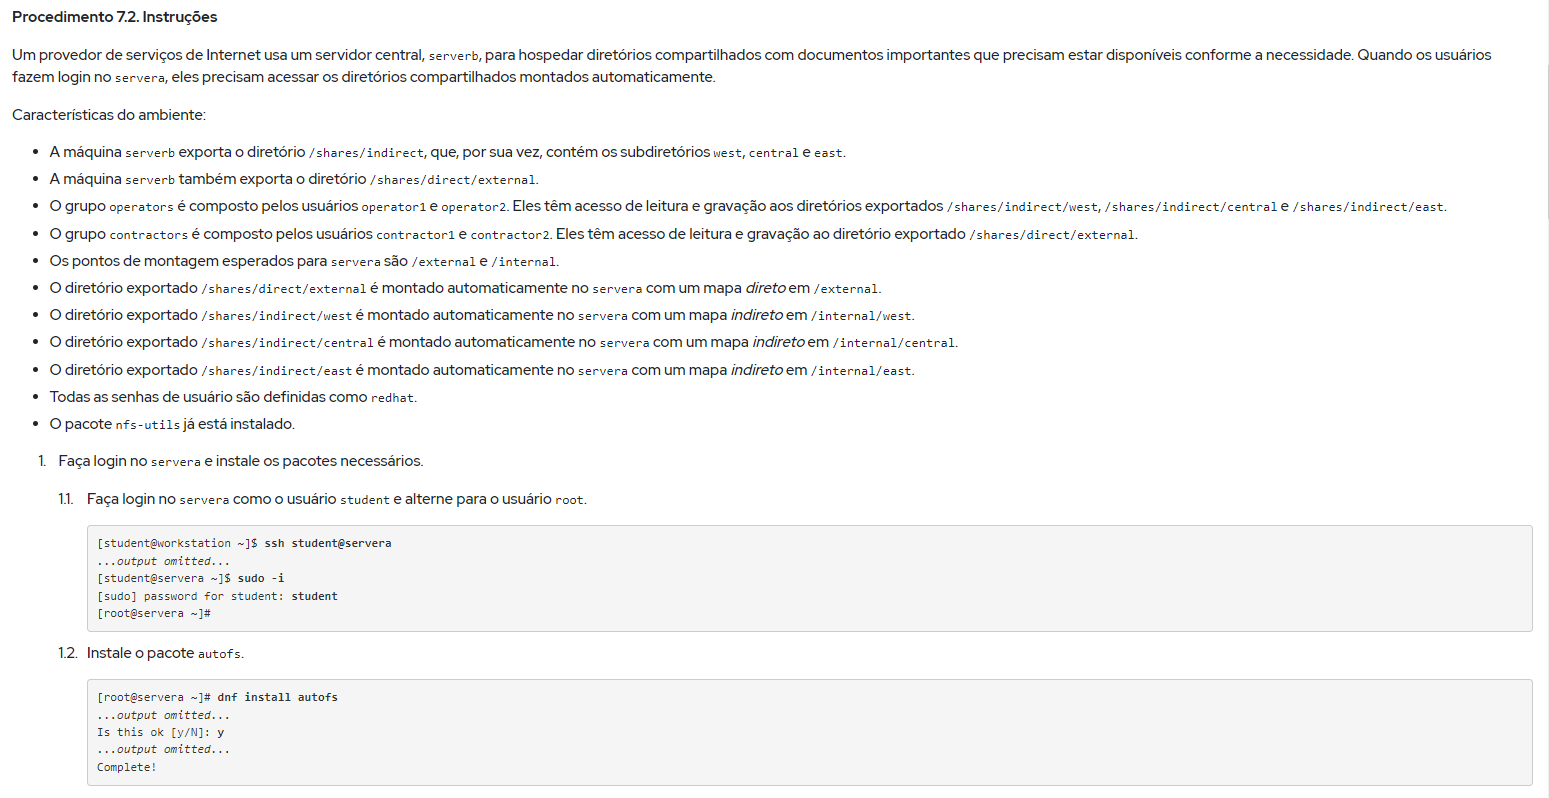 Procedimento 7.2. Instruções
Um provedor de serviços de Internet usa um servidor central, serverb, para hospedar diretórios compartilhados com documentos importantes que precisam estar disponíveis conforme a necessidade. Quando os usuários
fazem login no servera, eles precisam acessar os diretórios compartilhados montados automaticamente.
Características do ambiente:
• A máquina serverb exporta o diretório /shares/indirect, que, por sua vez, contém os subdiretórios west, central e east.
• A máquina serverb também exporta o diretório /shares/direct/external.
• O grupo operators é composto pelos usuários operator1 e operator2. Eles têm acesso de leitura e gravação aos diretórios exportados /shares/indirect/west, /shares/indirect/central e /shares/indirect/east.
• O grupo contractors é composto pelos usuários contractor1 e contractor2. Eles têm acesso de leitura e gravação ao diretório exportado /shares/direct/external.
• Os pontos de montagem esperados para servera são /external e /internal.
• O diretório exportado /shares/direct/external é montado automaticamente no servera com um mapa direto em /external.
• O diretório exportado /shares/indirect/west é montado automaticamente no servera com um mapa indireto em /internal/west.
• O diretório exportado /shares/indirect/central é montado automaticamente no servera com um mapa indireto em /internal/central.
• O diretório exportado /shares/indirect/east é montado automaticamente no servera com um mapa indireto em /internal/east.
• Todas as senhas de usuário são definidas como redhat.
• O pacote nfs-utils já está instalado.
1. Faça login no servera e instale os pacotes necessários.
1.1. Faça login no servera como o usuário student e alterne para o usuário root.
[student@workstation ~]$ ssh student@servera
...output omitted...
[student@servera ~]$ sudo -i
[sudo] password for student: student
[root@servera ~]#
1.2. Instale o pacote autofs.
[root@servera ~]# dnf install autofs
...output omitted...
Is this ok [y/N]: y
...output omitted...
Complete!